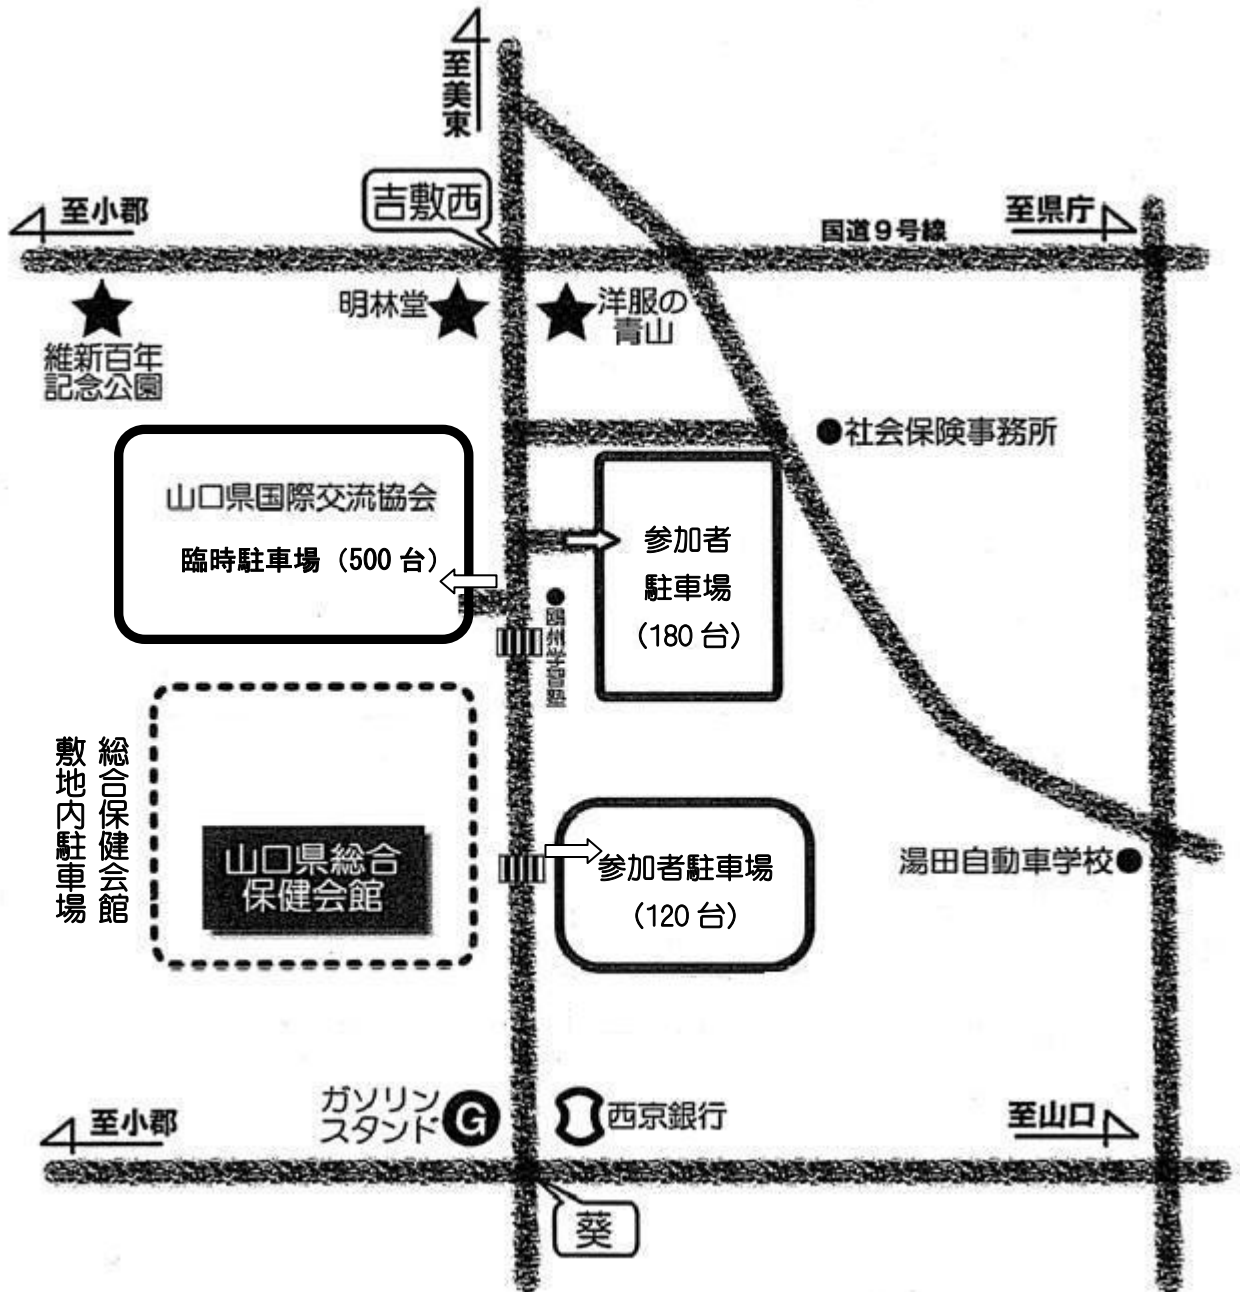 至美東
吉敷西
至小郡
国道9号線
至県庁
明林堂
洋服の
青山
維新百年
記念公園
社会保険事務所
山口県国際交流協会
臨時駐車場（500台）
参加者
駐車場
（180台）
鷗州学習塾
総合保健会館
敷地内駐車場
山口県総合
保健会館
参加者駐車場
（120台）
湯田自動車学校
ガソリン
スタンド
G
西京銀行
至小郡
至山口
葵